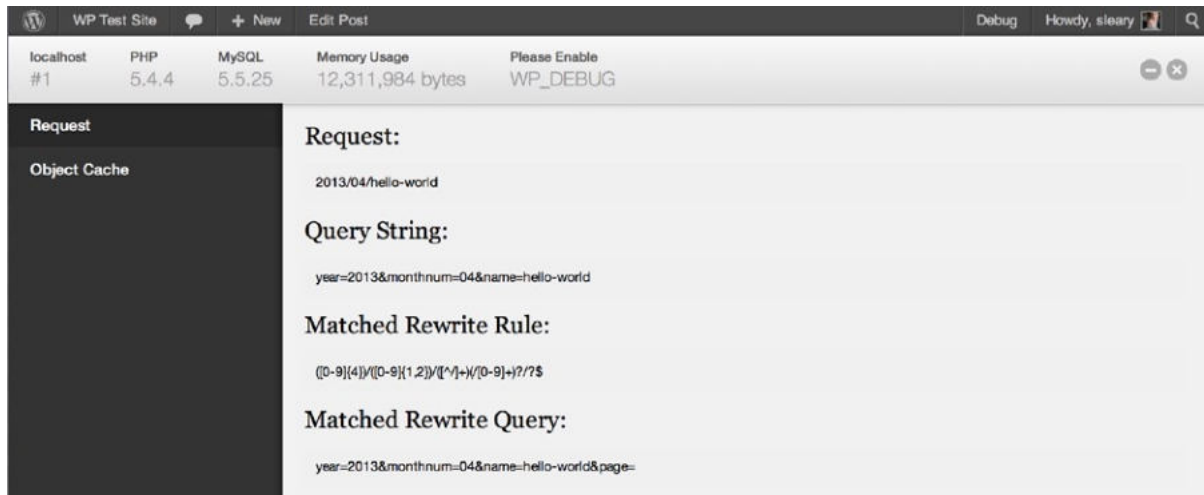 WP Test Site + New Edit Post Debug Howdy, sleary
localhost PHP MySQL Memory Usage Please Enable
#1 5.4.4 5.5.25 12,311,984 bytes WP_DEBUG
Request
Object Cache
Request:
2013/04/hello-world
Query String:
year=2013&monthnum=04&name=hello-world
Matched Rewrite Rule:
([0-9]{4})/([0-9]{1,2})/([^/]+)(/[0-9]+)?/?$
Matched Rewrite Query:
year=2013&monthnum=04&name=hello-world&page=